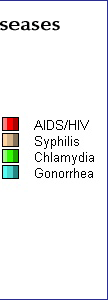 seases
AIDS/HIV
Syphilis
Chlamydia
Gonorrhea